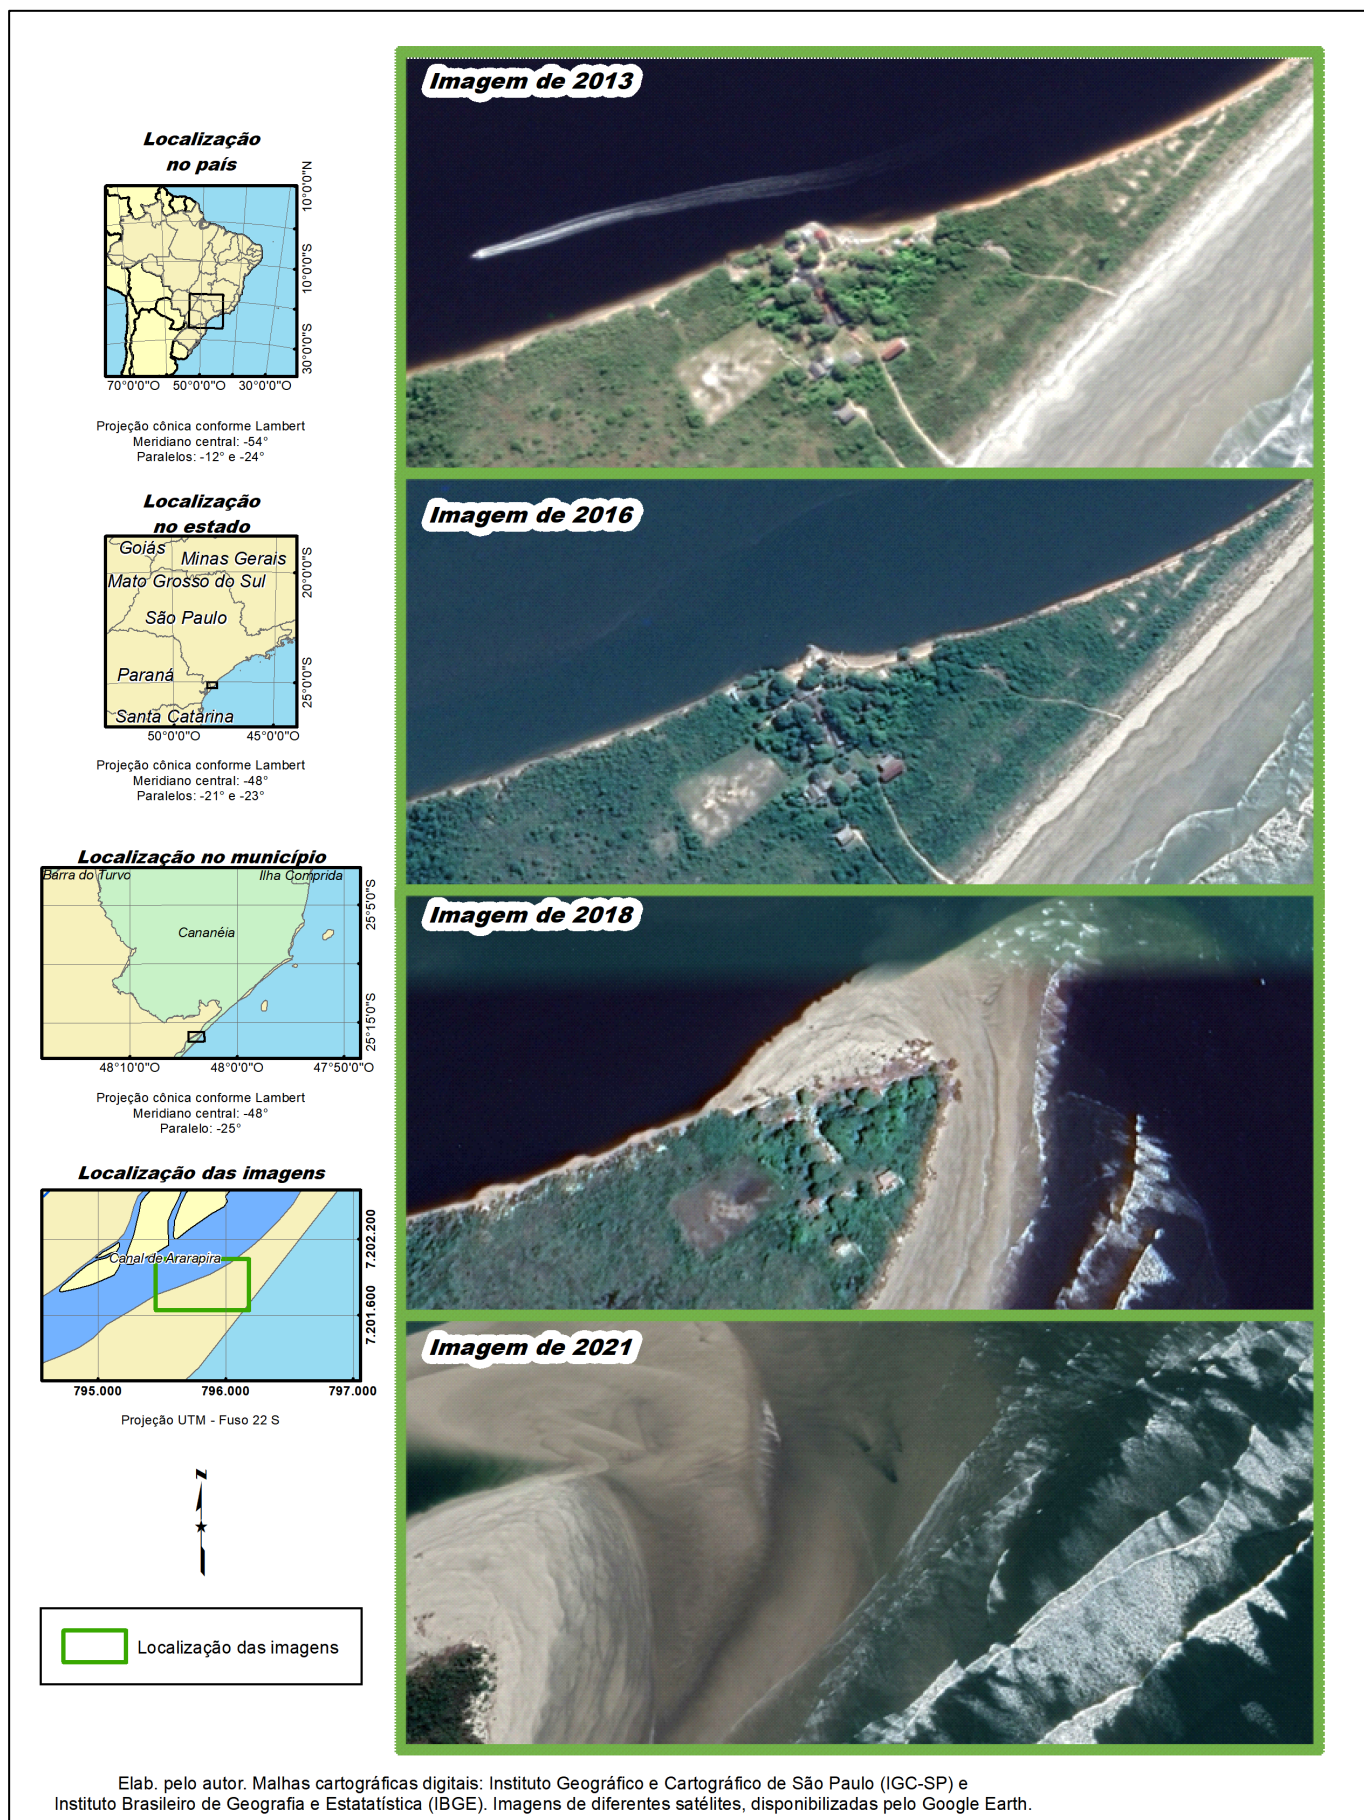 Localização
no país
10°0'0"N
10°0'0"S
30°0'0"S
70°0'0"O 50°0'0"O 30°0'0"O
Projeção cônica conforme Lambert
Meridiano central: -54°
Paralelos: -12° e -24°
Localização
no estado
Goiás
Minas Gerais
Mato Grosso do Sul
São Paulo
Paraná
Santa Catarina
20°0'0"S
25°0'0"S
50°0'0"O 45°0'0"O
Projeção cônica conforme Lambert
Meridiano central: -48°
Paralelos: -21° e -23°
Localização no município
Barra do Turvo Ilha Comprida
Cananéia
25°5'0"S
25°15'0"S
48°10'0"O 48°0'0"O 47°50'0"O
Projeção cônica conforme Lambert
Meridiano central: -48°
Paralelo: -25°
Localização das imagens
Canal de Ararapira
7.202.200
7.201.600
795.000 796.000 797.000
Projeção UTM - Fuso 22 S
N
Localização das imagens
Imagem de 2013
Imagem de 2016
Imagem de 2018
Imagem de 2021
Elab. pelo autor. Malhas cartográficas digitais: Instituto Geográfico e Cartográfico de São Paulo (IGC-SP) e
Instituto Brasileiro de Geografia e Estatatística (IBGE). Imagens de diferentes satélites, disponibilizadas pelo Google Earth.